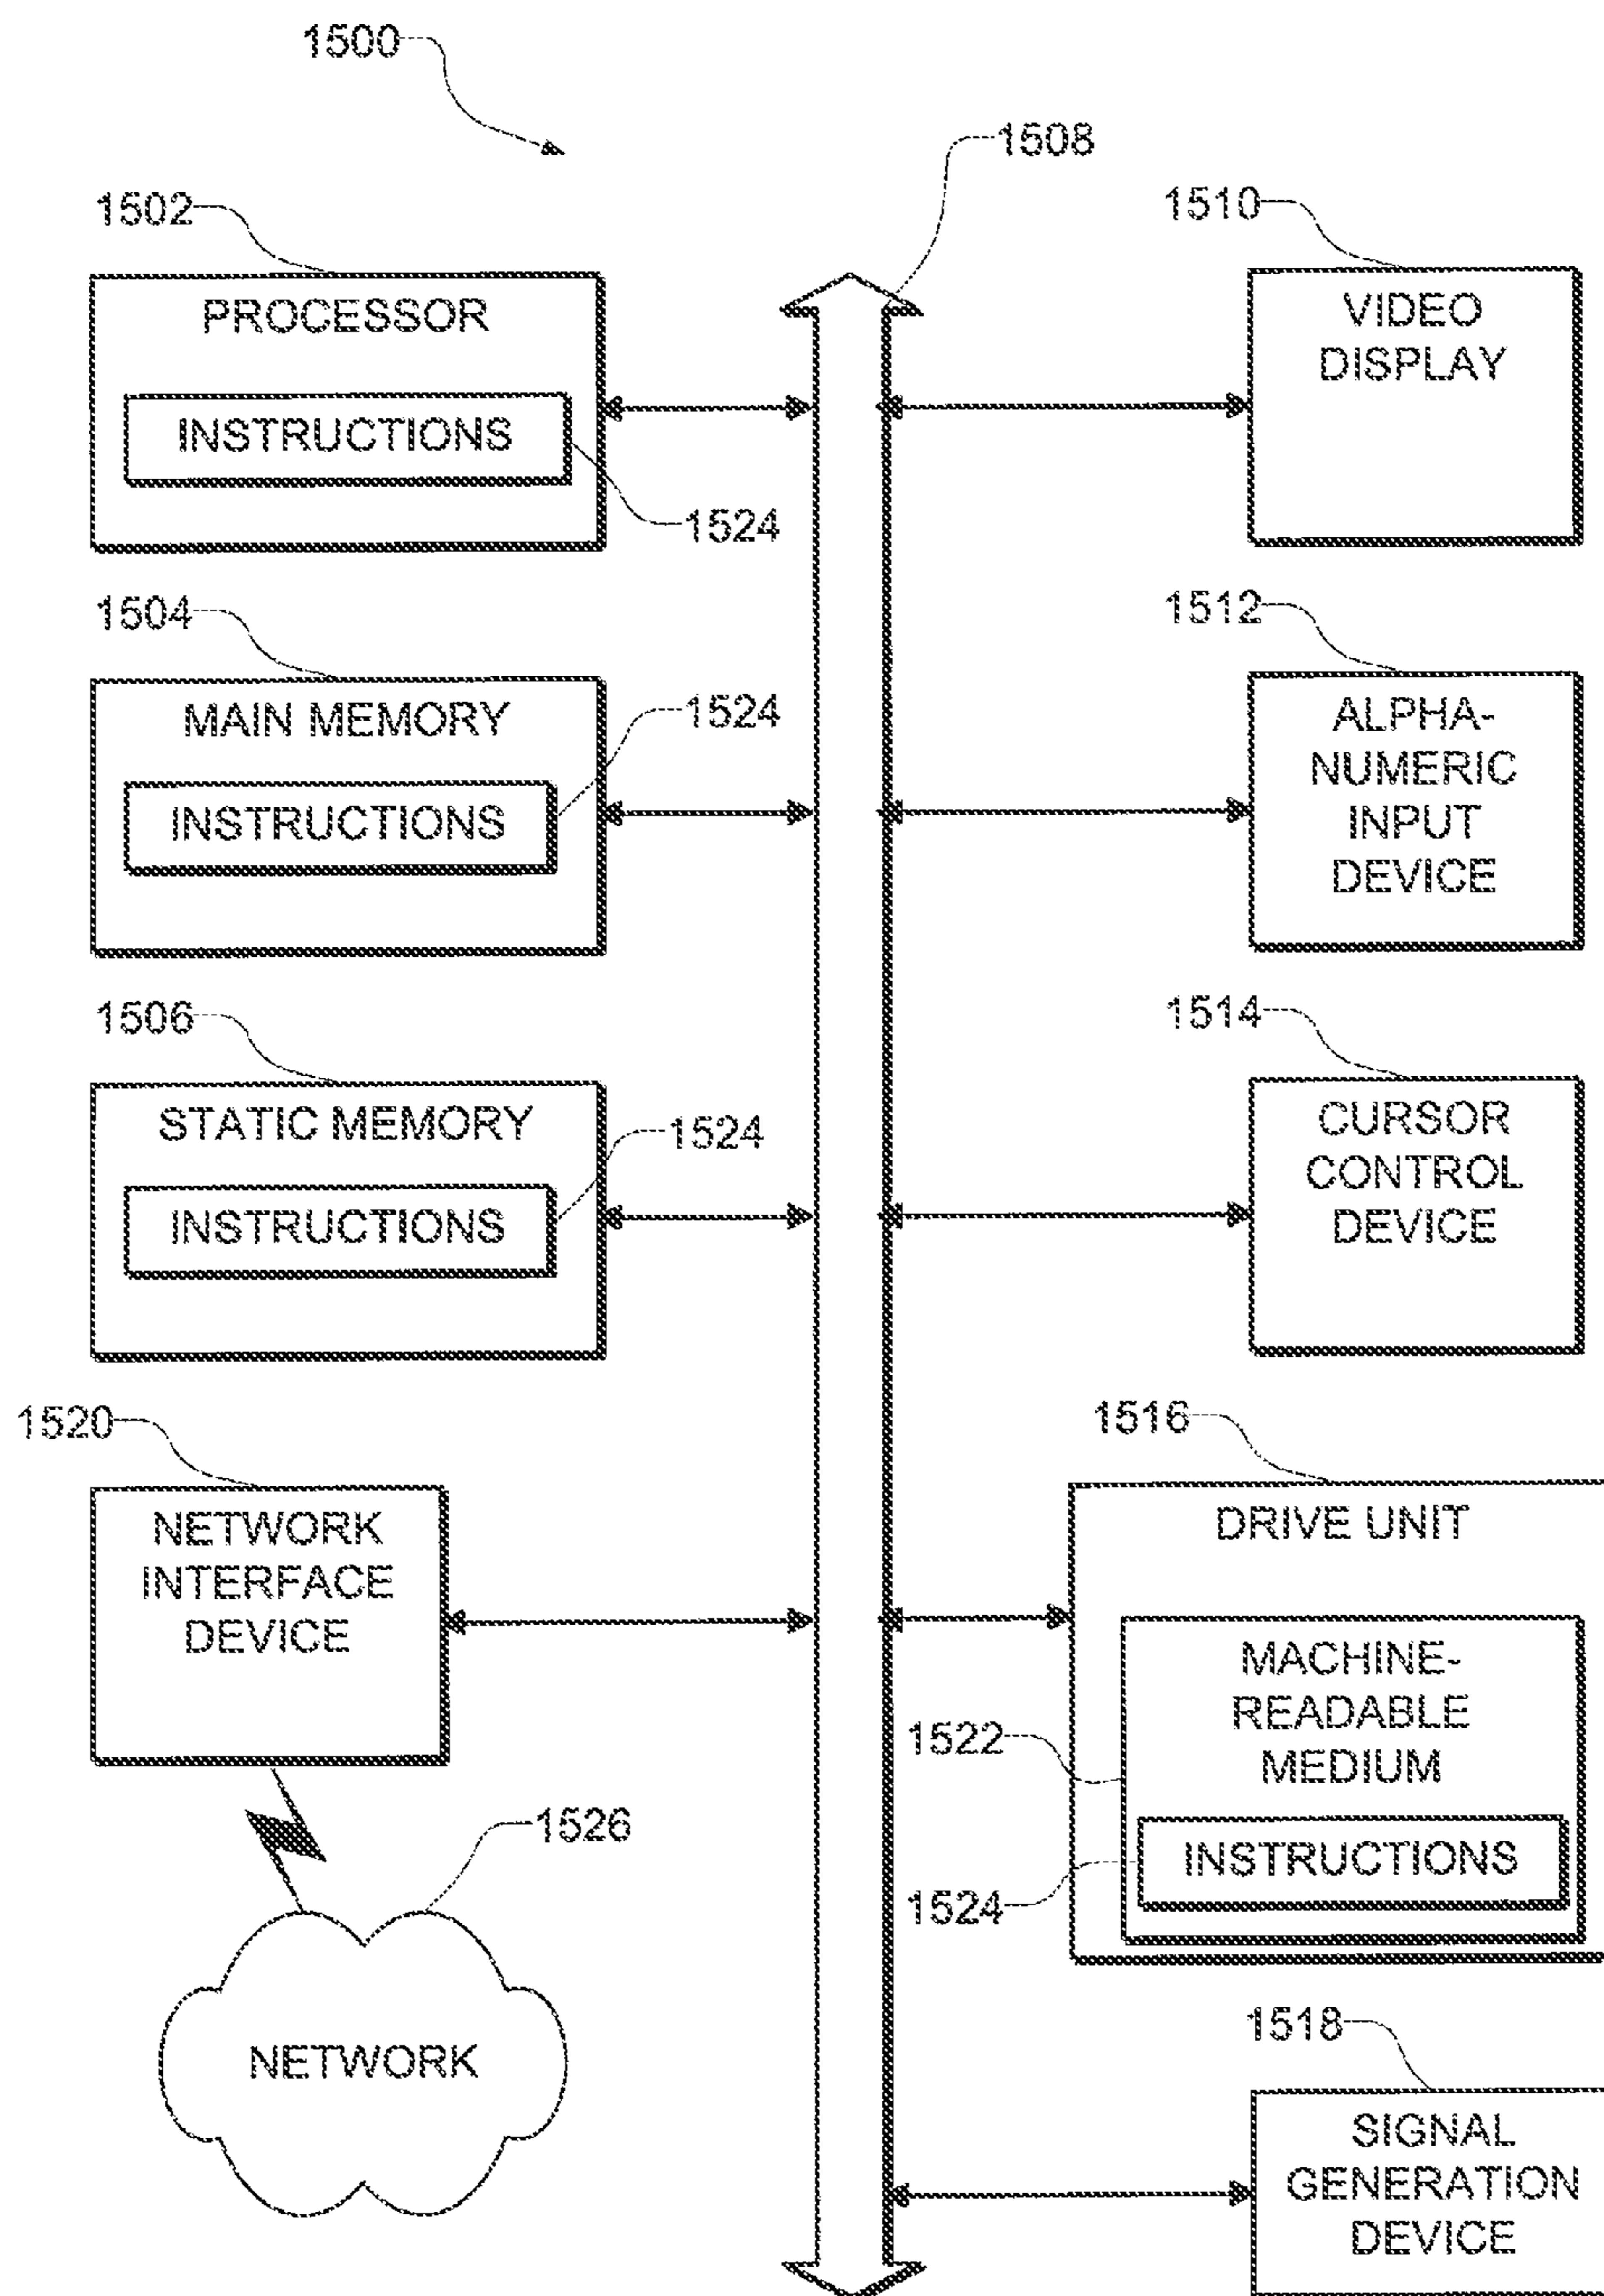 1500
1508
1502
PROCESSOR
INSTRUCTIONS
1524
1510
VIDEO
DISPLAY
1504
MAIN MEMORY
INSTRUCTIONS
1524
1512
ALPHA-
NUMERIC
INPUT
DEVICE
1506
STATIC MEMORY
INSTRUCTIONS
1524
1514
CURSOR
CONTROL
DEVICE
1520
NETWORK
INTERFACE
DEVICE
1516
DRIVE UNIT
1522
MACHINE-
READABLE
MEDIUM
INSTRUCTIONS
1524
1526
NETWORK
1518
SIGNAL
GENERATION
DEVICE